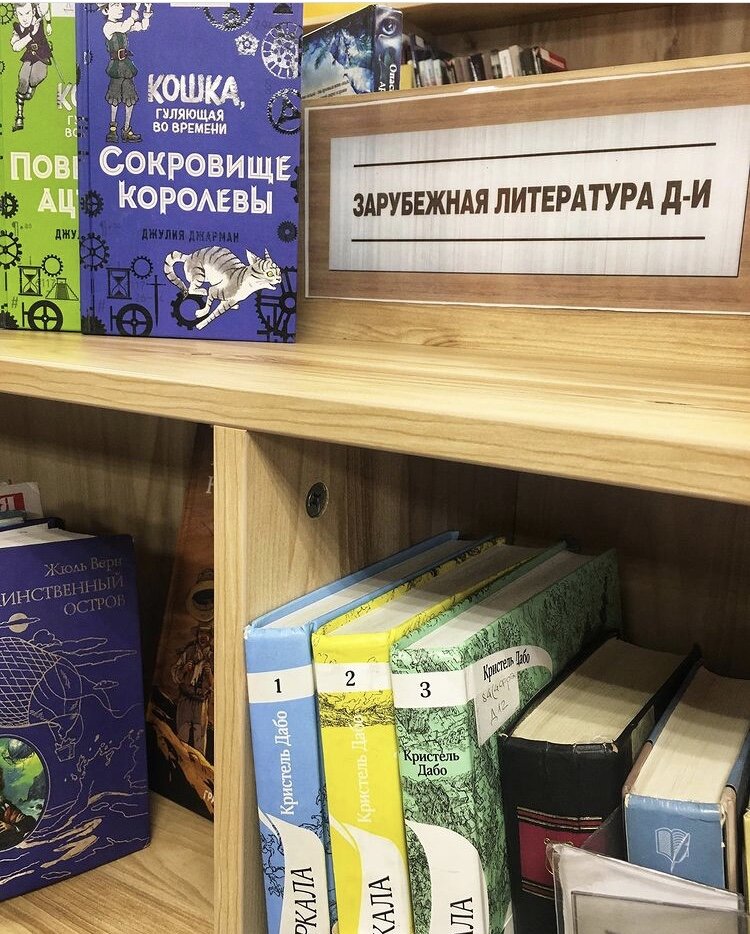 КОШКА,
ГУЛЯЮЩАЯ
ВО ВРЕМЕНИ
СОКРОВИЩЕ
КОРОЛЕВЫ
ДЖУЛИЯ ДЖАРМАН
ЗАРУБЕЖНАЯ ЛИТЕРАТУРА Д-И
Жюль Верн
ОСТРОВ
1
Кристель Дабо
2
Кристель Дабо
3
Кристель
Дабо
Кристель Дабо
Д 12